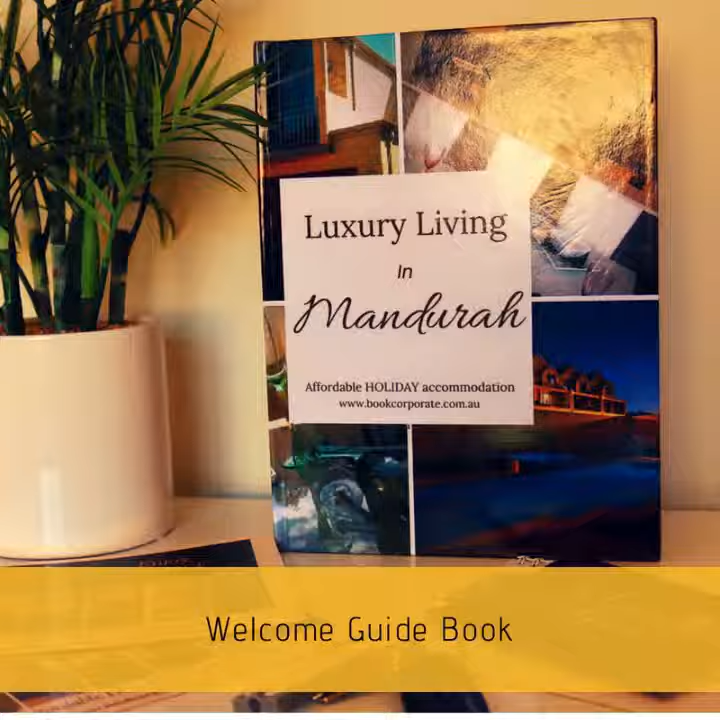 Luxury Living
In
Mandurah
Affordable HOLIDAY accommodation
www.bookcorporate.com.au
Welcome Guide Book